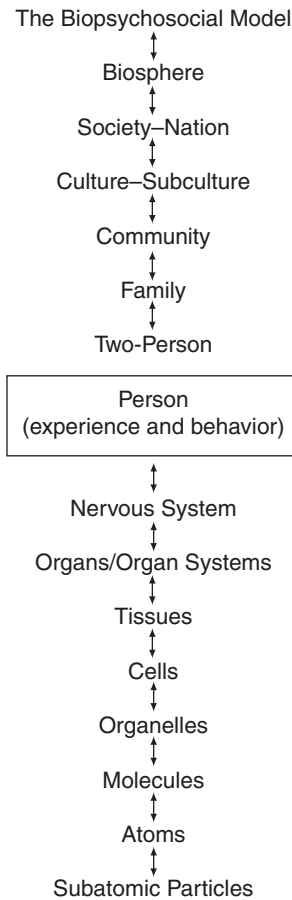 The Biopsychosocial Model
Biosphere
Society–Nation
Culture–Subculture
Community
Family
Two-Person
Person
(experience and behavior)
Nervous System
Organs/Organ Systems
Tissues
Cells
Organelles
Molecules
Atoms
Subatomic Particles